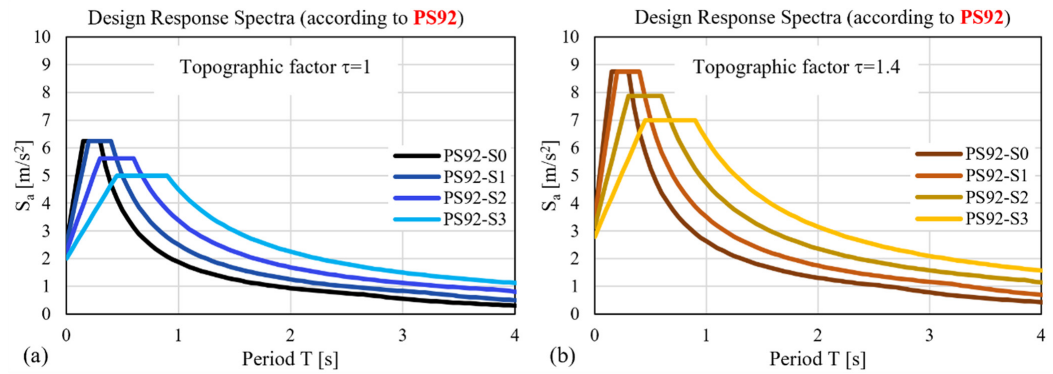 Design Response Spectra (according to PS92)
10
9
8
7
6
5
4
3
2
1
0
Sa [m/s²]
Topographic factor τ=1
PS92-S0
PS92-S1
PS92-S2
PS92-S3
0 1 2 3 4
(a) Period T [s]
Design Response Spectra (according to PS92)
10
9
8
7
6
5
4
3
2
1
0
Sa [m/s²]
Topographic factor τ=1.4
PS92-S0
PS92-S1
PS92-S2
PS92-S3
0 1 2 3 4
(b) Period T [s]